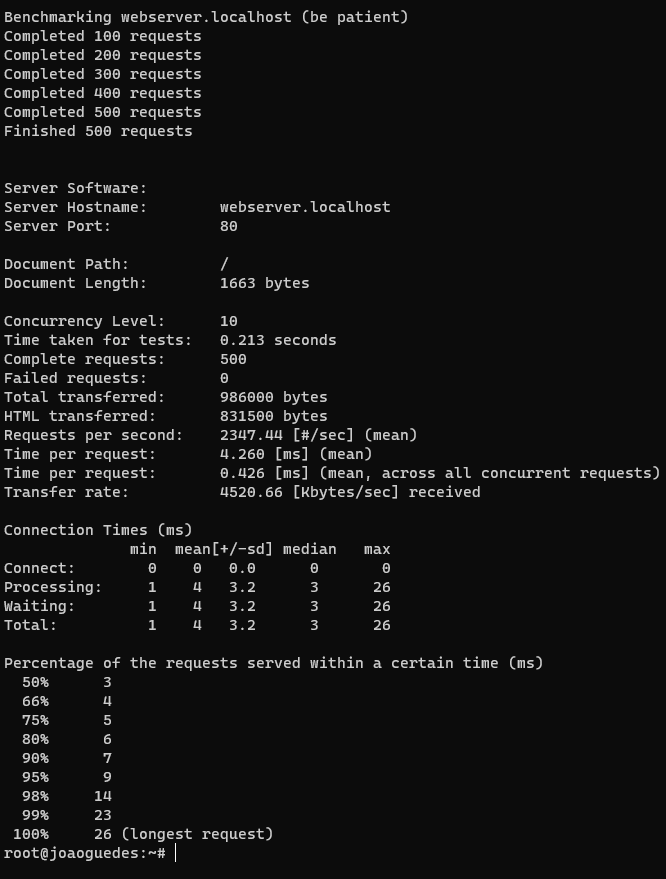 Benchmarking webserver.localhost (be patient)
Completed 100 requests
Completed 200 requests
Completed 300 requests
Completed 400 requests
Completed 500 requests
Finished 500 requests
Server Software:
Server Hostname:        webserver.localhost
Server Port:            80
Document Path:          /
Document Length:        1663 bytes
Concurrency Level:      10
Time taken for tests:   0.213 seconds
Complete requests:      500
Failed requests:        0
Total transferred:      986000 bytes
HTML transferred:       831500 bytes
Requests per second:    2347.44 [#/sec] (mean)
Time per request:       4.260 [ms] (mean)
Time per request:       0.426 [ms] (mean, across all concurrent requests)
Transfer rate:          4520.66 [Kbytes/sec] received
Connection Times (ms)
              min  mean[+/-sd] median   max
Connect:        0    0   0.0      0       0
Processing:     1    4   3.2      3      26
Waiting:        1    4   3.2      3      26
Total:          1    4   3.2      3      26
Percentage of the requests served within a certain time (ms)
  50%      3
  66%      4
  75%      5
  80%      6
  90%      7
  95%      9
  98%     14
  99%     23
 100%     26 (longest request)
root@joaoguedes:~#